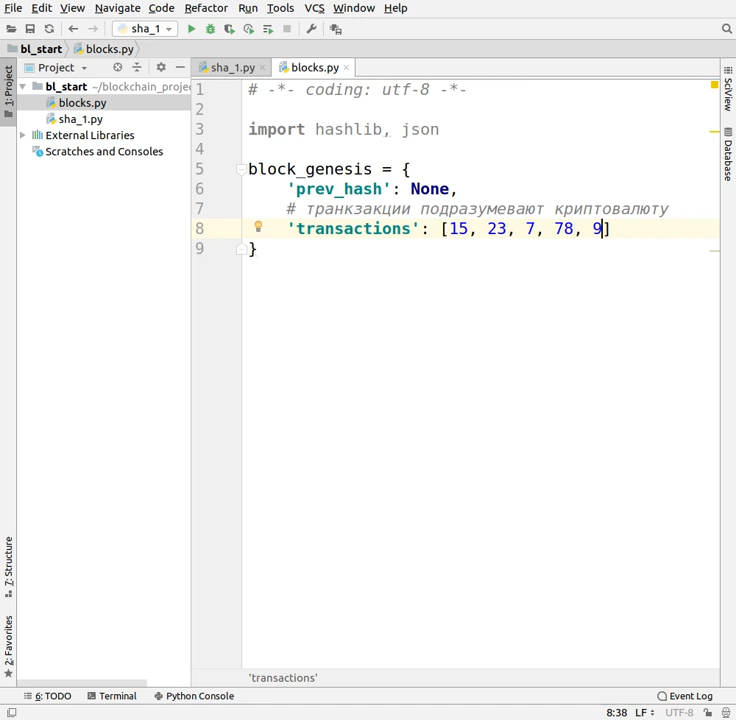 File Edit View Navigate Code Refactor Run Tools VCS Window Help
sha_1
bl_start blocks.py
Project
sha_1.py blocks.py
1: Project
bl_start ~/blockchain_projec
blocks.py
sha_1.py
External Libraries
Scratches and Consoles
1 # -*- coding: utf-8 -*-
2
3 import hashlib, json
4
5 block_genesis = {
6 'prev_hash': None,
7 # транкзакции подразумевают криптовалюту
8 'transactions': [15, 23, 7, 78, 9]
9 }
SciView
Database
7: Structure
2: Favorites
'transactions'
6: TODO Terminal Python Console Event Log
8:38 LF UTF-8